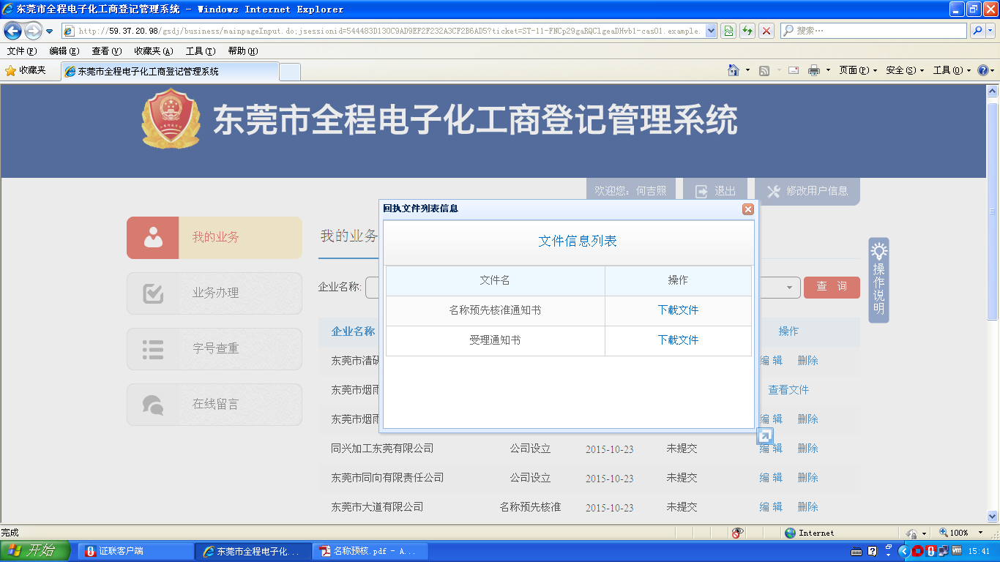 东莞市全程电子化工商登记管理系统 - Windows Internet Explorer
http://59.37.20.98/gsdj/business/mainpageInput.do;jsessionid=544483D130C9AD9EF2F232A3CF2B6AD5?ticket=ST-11-FNCp29gaRQClgeaDHvb1-cas01.example.
搜索…
文件(F) 编辑(E) 查看(V) 收藏夹(A) 工具(T) 帮助(H)
收藏夹 东莞市全程电子化工商登记管理系统 页面(P) 安全(S) 工具(O)
东莞市全程电子化工商登记管理系统
欢迎您：何吉照 退出 修改用户信息
我的业务
业务办理
字号查重
在线留言
我的业务
企业名称: 查 询
企业名称 操作
东莞市清 编 辑 删除
东莞市烟雨 查看文件
东莞市烟雨 编 辑 删除
同兴加工东莞有限公司 公司设立 2015-10-23 未提交 编 辑 删除
东莞市同向有限责任公司 公司设立 2015-10-23 未提交 编 辑 删除
东莞市大道有限公司 名称预先核准 2015-10-23 未提交 编 辑 删除
回执文件列表信息
文件信息列表
文件名 操作
名称预先核准通知书 下载文件
受理通知书 下载文件
操作说明
完成 Internet 100%
开始 证联客户端 东莞市全程电子化... 名称预核.pdf - A... 15:41